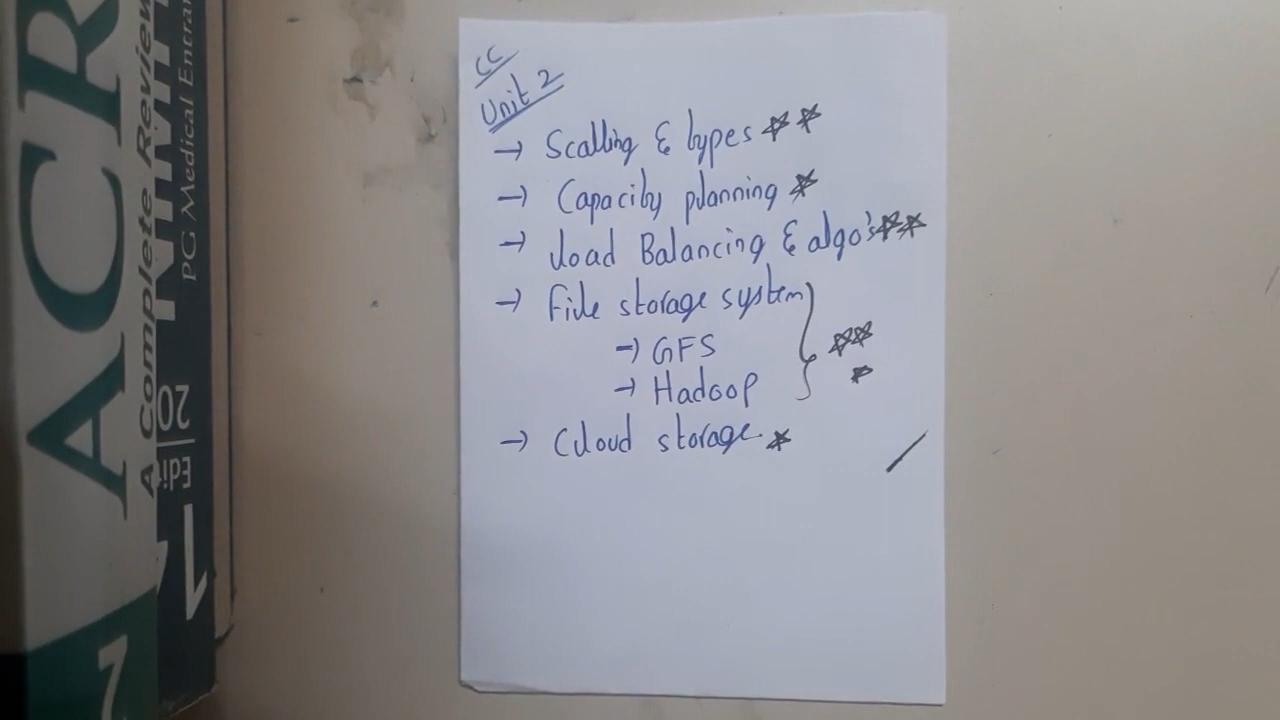 CC
Unit 2
→ Scalling & types ★★
→ Capacity planning ★
→ Load Balancing & algo's ★★
→ File storage system
→ GFS
→ Hadoop
★★
★
→ Cloud storage. ★
ACR
A Complete Review
PG Medical Entran
20
Edi